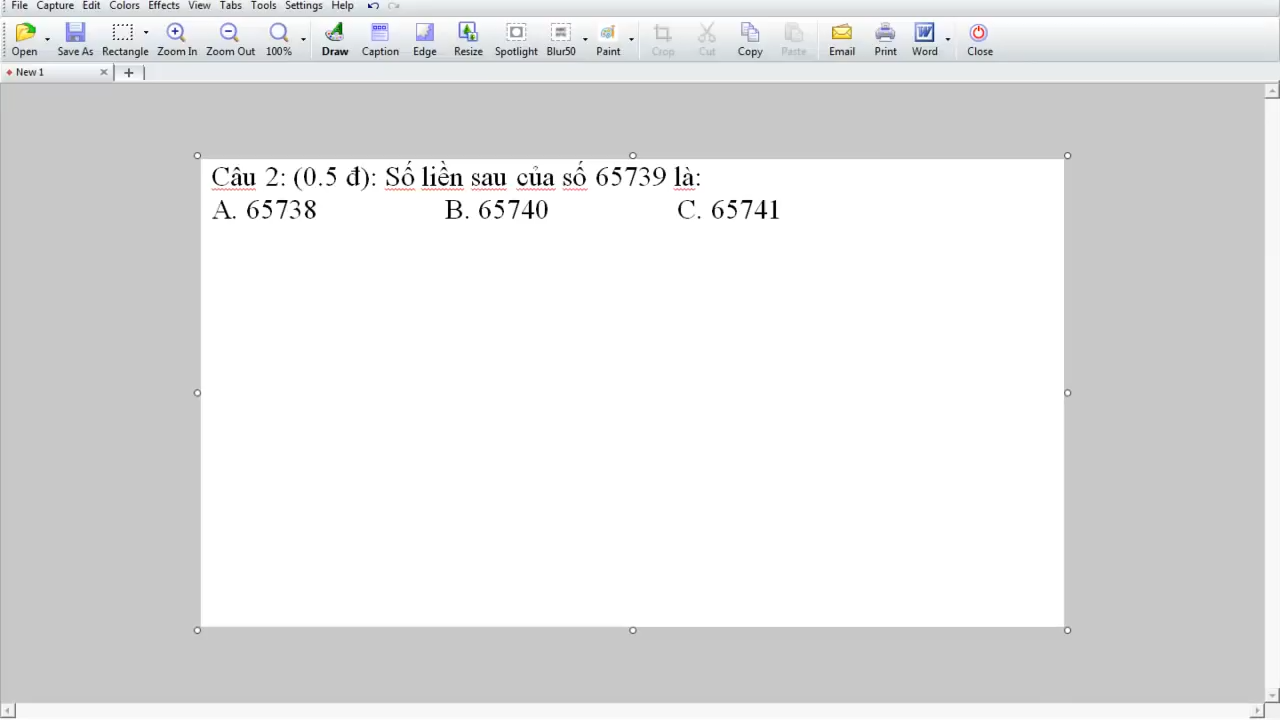 File Capture Edit Colors Effects View Tabs Tools Settings Help
Open Save As Rectangle Zoom In Zoom Out 100% Draw Caption Edge Resize Spotlight Blur50 Paint Crop Cut Copy Paste Email Print Word Close
New 1
Câu 2: (0.5 đ): Số liền sau của số 65739 là:
A. 65738 B. 65740 C. 65741